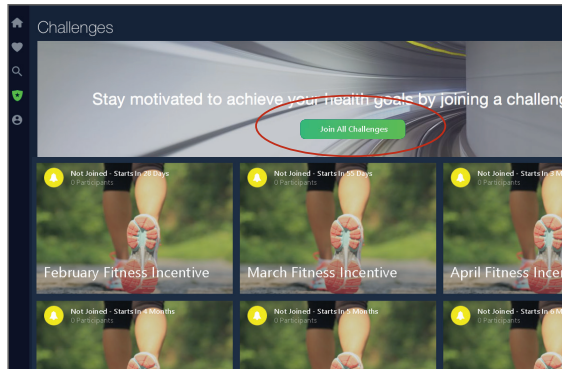 Challenges
Stay motivated to achieve your health goals by joining a
Join All Challenges
Not Joined - Starts In 28 Days
0 Participants
February Fitness Incentive
Not Joined - Starts In 55 Days
0 Participants
March Fitness Incentive
Not Joined - Starts In 3
0 Participants
April Fitness
Not Joined - Starts In 4 Months
0 Participants
Not Joined - Starts In 5 Months
0 Participants
Not Joined - Starts In 6
0 Participants